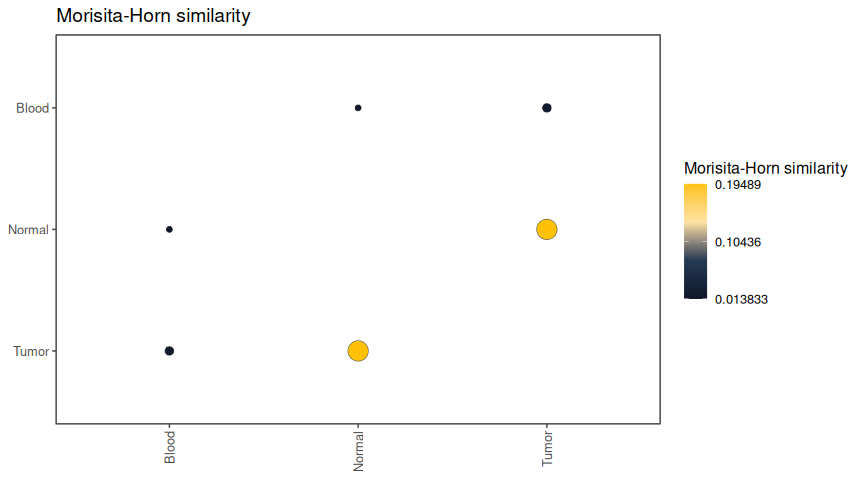 Morisita-Horn similarity
Blood
Normal
Tumor
Blood
Normal
Tumor
Morisita-Horn similarity
0.19489
0.10436
0.013833